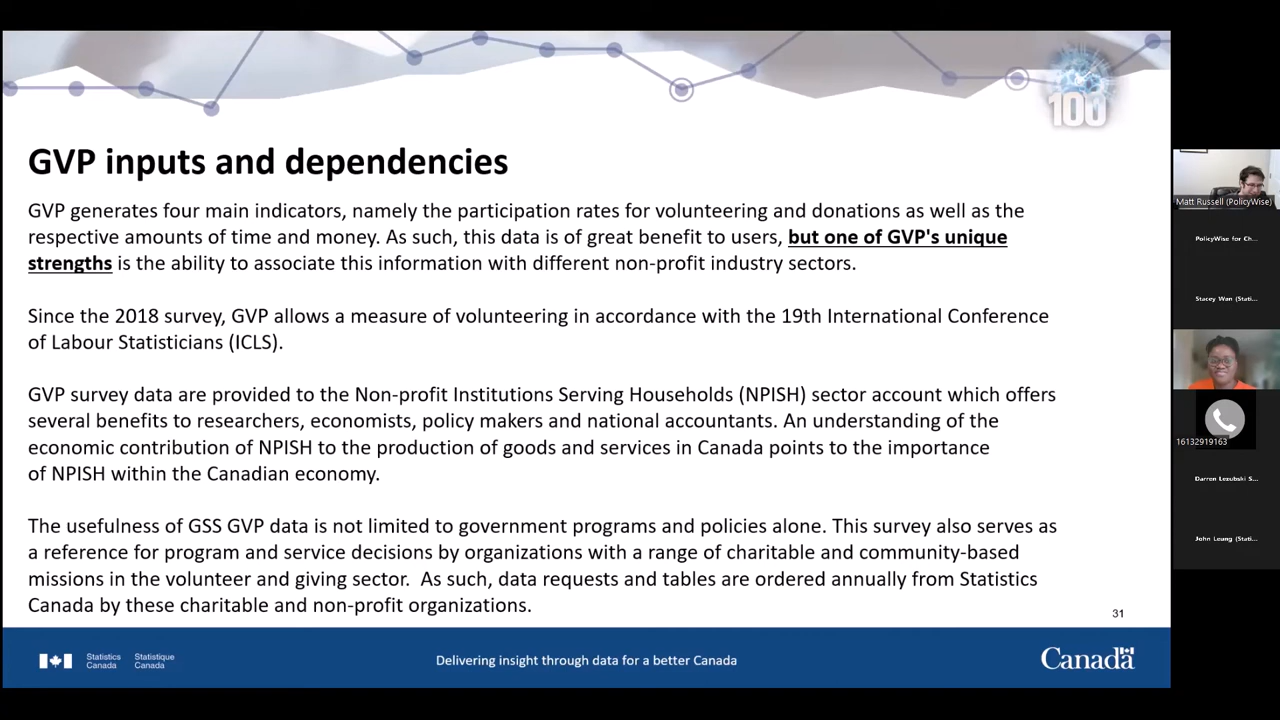 100
GVP inputs and dependencies
GVP generates four main indicators, namely the participation rates for volunteering and donations as well as the
respective amounts of time and money. As such, this data is of great benefit to users, but one of GVP's unique
strengths is the ability to associate this information with different non-profit industry sectors.
Since the 2018 survey, GVP allows a measure of volunteering in accordance with the 19th International Conference
of Labour Statisticians (ICLS).
GVP survey data are provided to the Non-profit Institutions Serving Households (NPISH) sector account which offers
several benefits to researchers, economists, policy makers and national accountants. An understanding of the
economic contribution of NPISH to the production of goods and services in Canada points to the importance
of NPISH within the Canadian economy.
The usefulness of GSS GVP data is not limited to government programs and policies alone. This survey also serves as
a reference for program and service decisions by organizations with a range of charitable and community-based
missions in the volunteer and giving sector. As such, data requests and tables are ordered annually from Statistics
Canada by these charitable and non-profit organizations.
31
Statistics Statistique
Canada Canada
Delivering insight through data for a better Canada
Canada
Matt Russell (PolicyWise)
PolicyWise for Ch...
Stacey Wan (Stati...
16132919163
Darren Lezubski S...
John Leung (Stati...